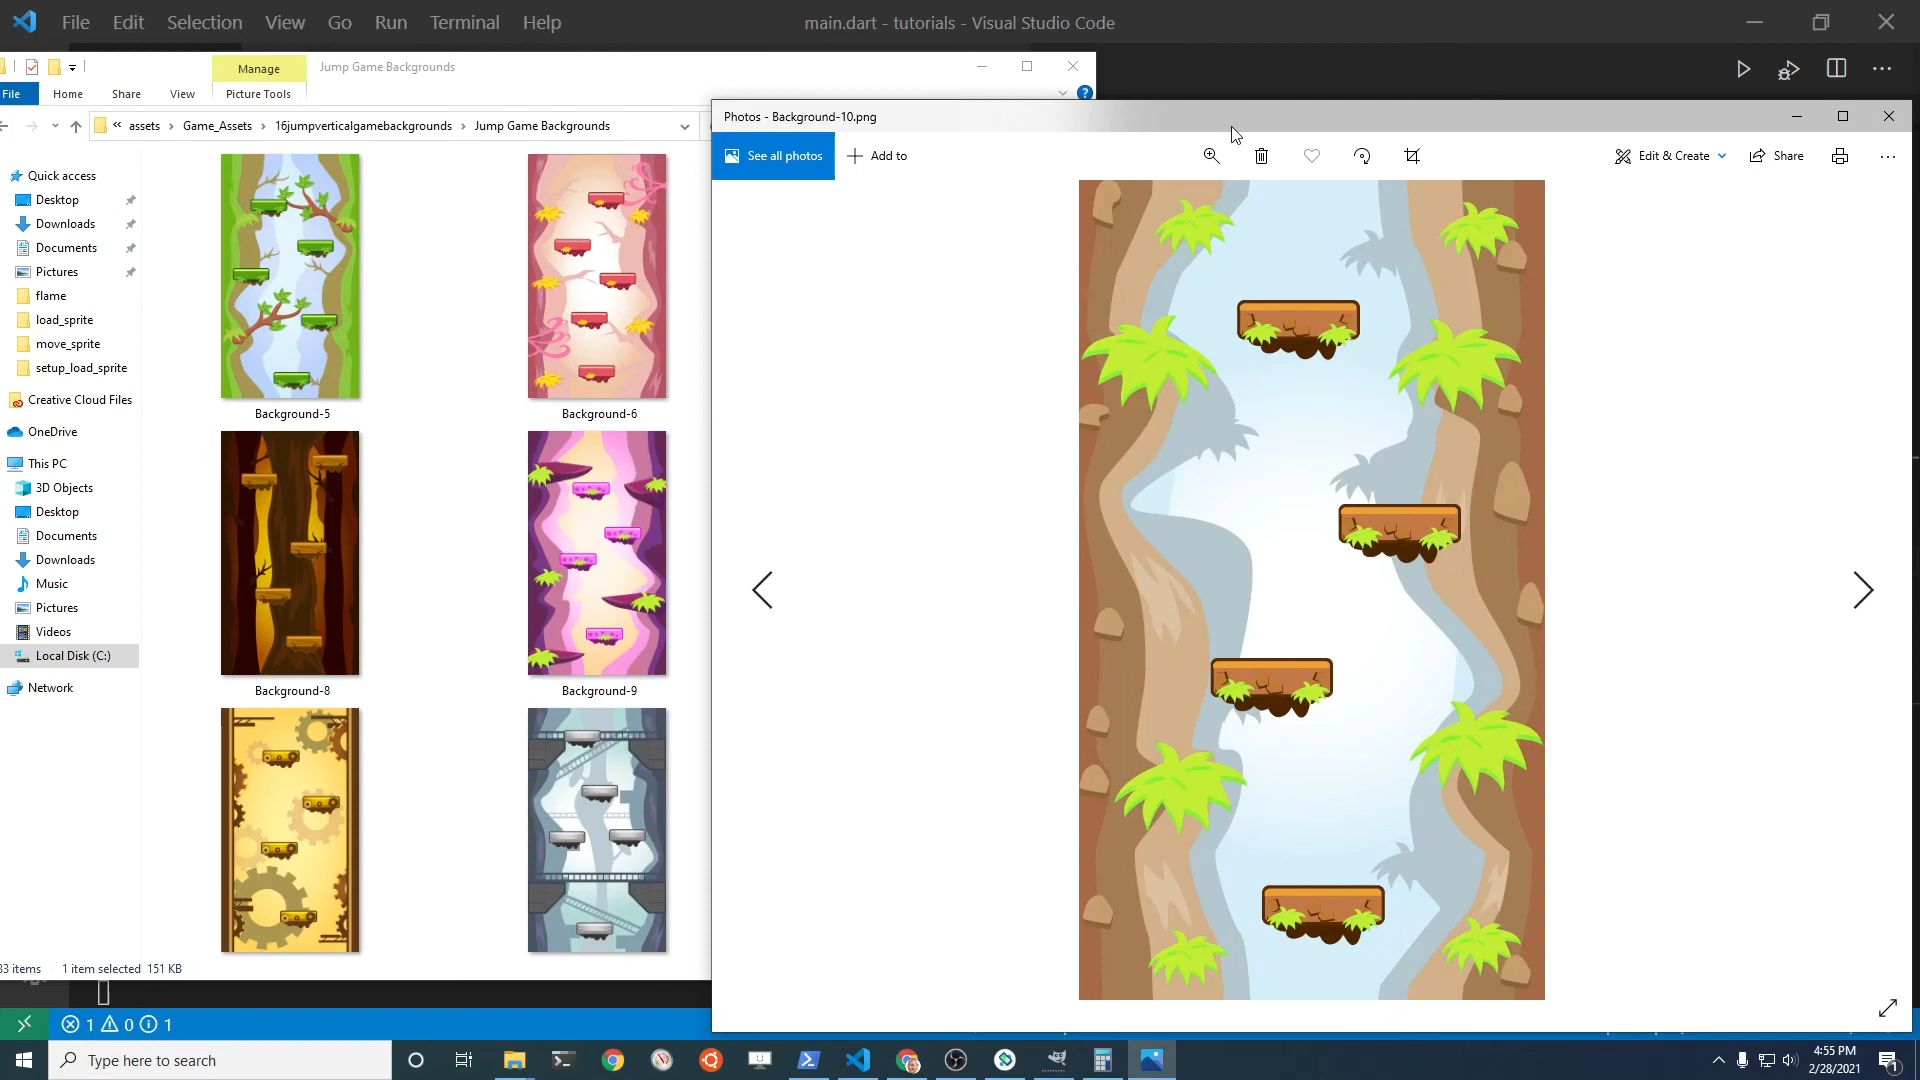 File Edit Selection View Go Run Terminal Help
main.dart - tutorials - Visual Studio Code
Manage
Jump Game Backgrounds
File Home Share View Picture Tools
assets Game_Assets 16jumpverticalgamebackgrounds Jump Game Backgrounds
Quick access
Desktop
Downloads
Documents
Pictures
flame
load_sprite
move_sprite
setup_load_sprite
Creative Cloud Files
OneDrive
This PC
3D Objects
Desktop
Documents
Downloads
Music
Pictures
Videos
Local Disk (C:)
Network
Background-5
Background-6
Background-8
Background-9
33 items 1 item selected 151 KB
Photos - Background-10.png
See all photos
Add to
Edit & Create
Share
1 0 1
Type here to search
4:55 PM
2/28/2021
1